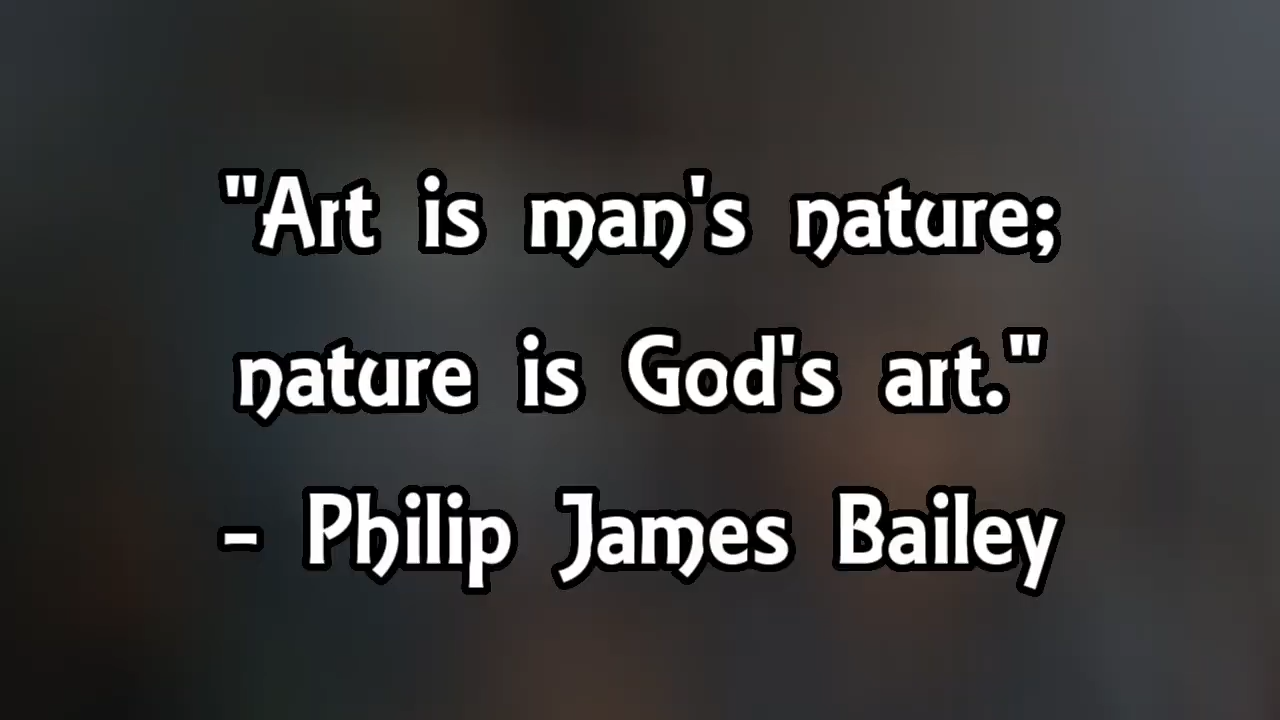 "Art is man's nature;
nature is God's art."
- Philip James Bailey